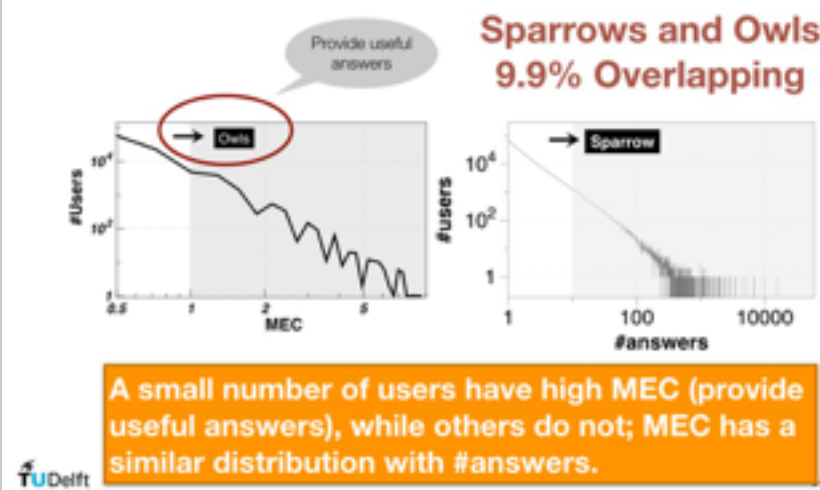 Sparrows and Owls
9.9% Overlapping
Provide useful
answers
Owls
#Users
10⁴
10²
1
0.5
1
2
5
MEC
Sparrow
#users
10⁴
10²
1
1
100
10000
#answers
A small number of users have high MEC (provide
useful answers), while others do not; MEC has a
similar distribution with #answers.
TUDelft